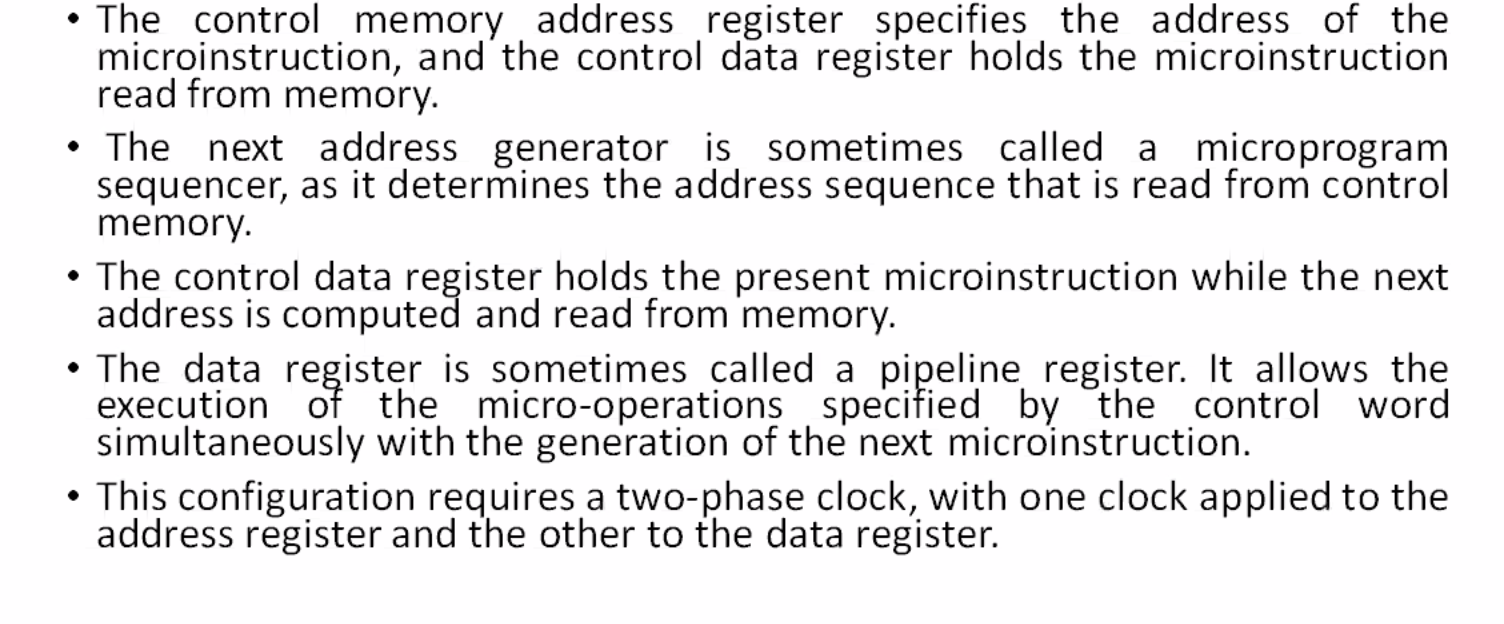 • The control memory address register specifies the address of the
microinstruction, and the control data register holds the microinstruction
read from memory.
• The next address generator is sometimes called a microprogram
sequencer, as it determines the address sequence that is read from control
memory.
• The control data register holds the present microinstruction while the next
address is computed and read from memory.
• The data register is sometimes called a pipeline register. It allows the
execution of the micro-operations specified by the control word
simultaneously with the generation of the next microinstruction.
• This configuration requires a two-phase clock, with one clock applied to the
address register and the other to the data register.